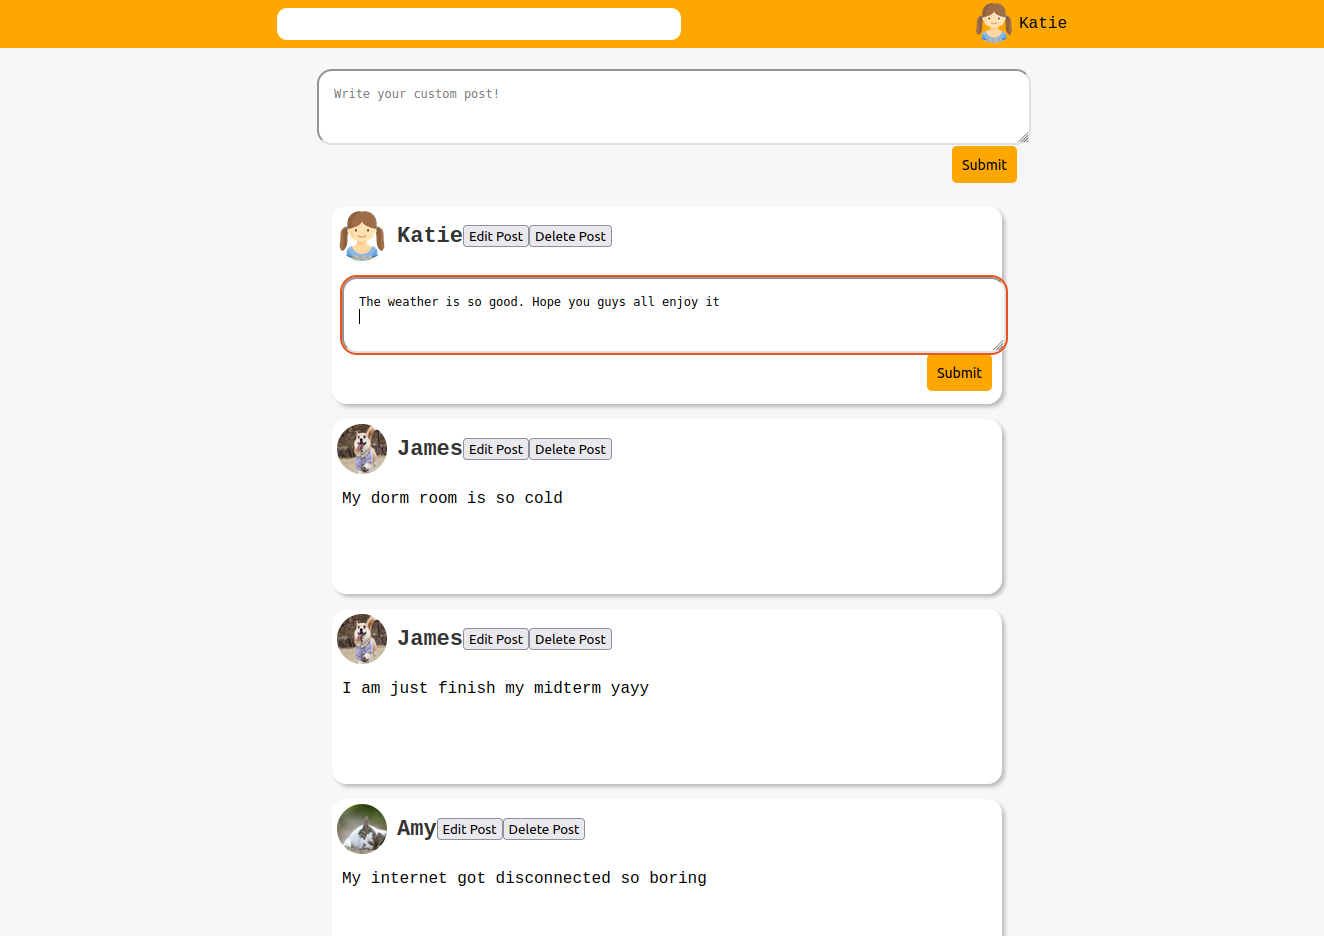 Katie
Write your custom post!
Submit
Katie Edit Post Delete Post
The weather is so good. Hope you guys all enjoy it
Submit
James Edit Post Delete Post
My dorm room is so cold
James Edit Post Delete Post
I am just finish my midterm yayy
Amy Edit Post Delete Post
My internet got disconnected so boring